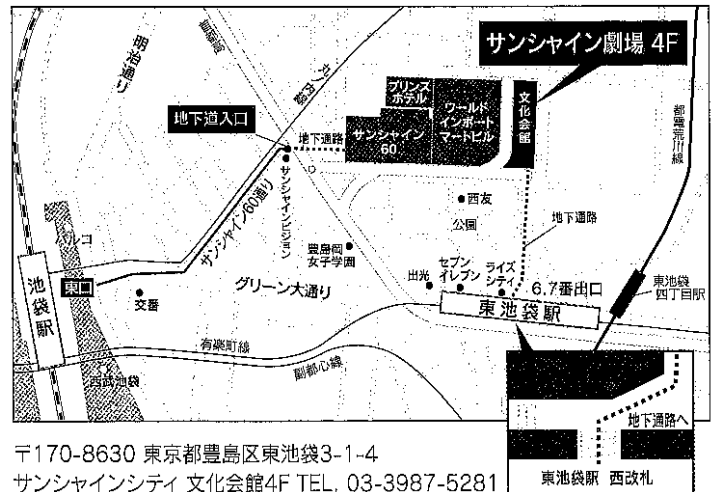 サンシャイン劇場 4F
明治通り
首都高
丸ノ内線
プリンス
ホテル
サンシャイン
60
ワールド
インポート
マートビル
文化会館
都電荒川線
地下道入口
地下通路
サンシャイン60通り
サンシャインビジョン
西友
公園
地下通路
豊島岡
女子学園
パルコ
池袋駅
東口
交番
グリーン大通り
出光
セブン
イレブン
ライズ
シティ
6.7番出口
東池袋駅
東池袋
四丁目駅
有楽町線
副都心線
西武池袋
地下通路へ
東池袋駅 西改札
〒170-8630 東京都豊島区東池袋3-1-4
サンシャインシティ 文化会館4F TEL. 03-3987-5281